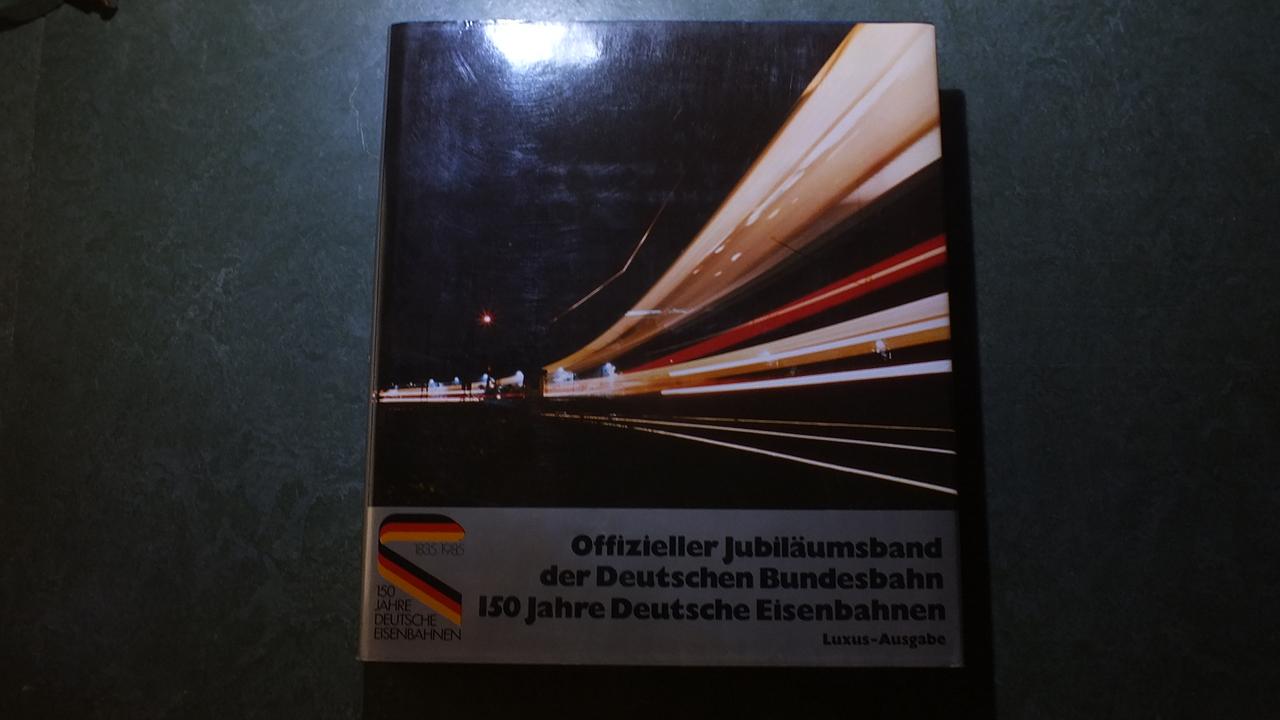 1835 1985
150
JAHRE
DEUTSCHE
EISENBAHNEN
Offizieller Jubiläumsband
der Deutschen Bundesbahn
150 Jahre Deutsche Eisenbahnen
Luxus-Ausgabe